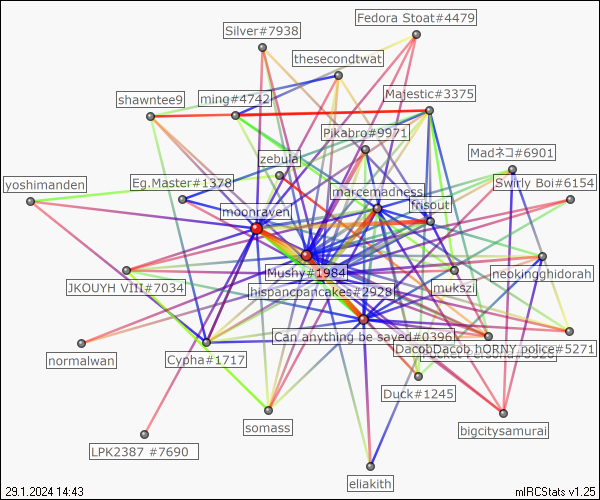 Fedora Stoat#4479
Silver#7938
thesecondtwat
Majestic#3375
shawntee9
ming#4742
Pikabro#9971
Madネコ#6901
zebula
yoshimanden
Eg.Master#1378
Swirly Boi#6154
marcemadness
moonraven
frisout
Mushy#1984
neokingghidorah
JKOUYH VIII#7034
mukszi
hispancpancakes#2928
Can anything be saved#0396
DacobDacob hORNY police#5271
normalwan
Cypha#1717
Duck#1245
somass
bigcitysamurai
LPK2387 #7690
eliakith
29.1.2024 14:43
mIRCStats v1.25